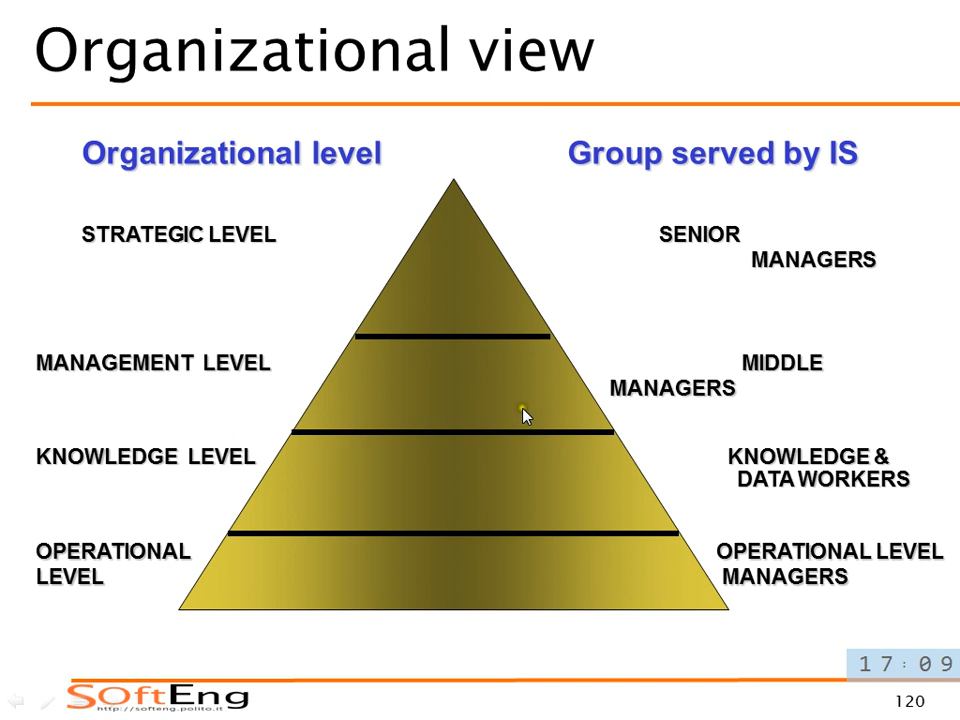 Organizational view
Organizational level
Group served by IS
STRATEGIC LEVEL
SENIOR
MANAGERS
MANAGEMENT LEVEL
MIDDLE
MANAGERS
KNOWLEDGE LEVEL
KNOWLEDGE &
DATA WORKERS
OPERATIONAL
LEVEL
OPERATIONAL LEVEL
MANAGERS
17:09
SoftEng
http://softeng.polito.it
120